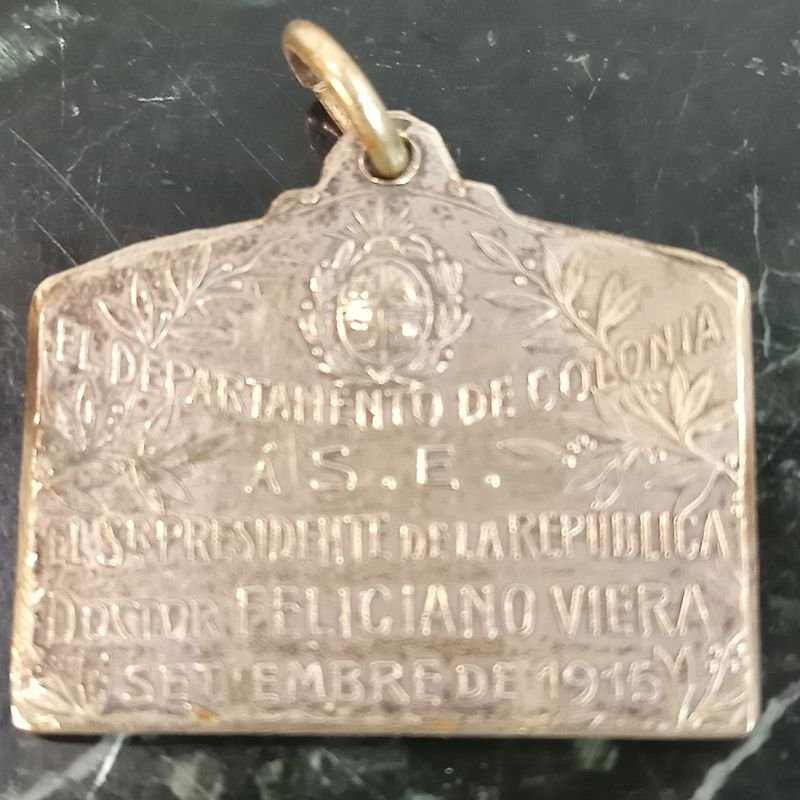 EL DEPARTAMENTO DE COLONIA
Á S. E.
EL SR. PRESIDENTE DE LA REPUBLICA
DOCTOR FELICIANO VIERA
SETIEMBRE DE 1915